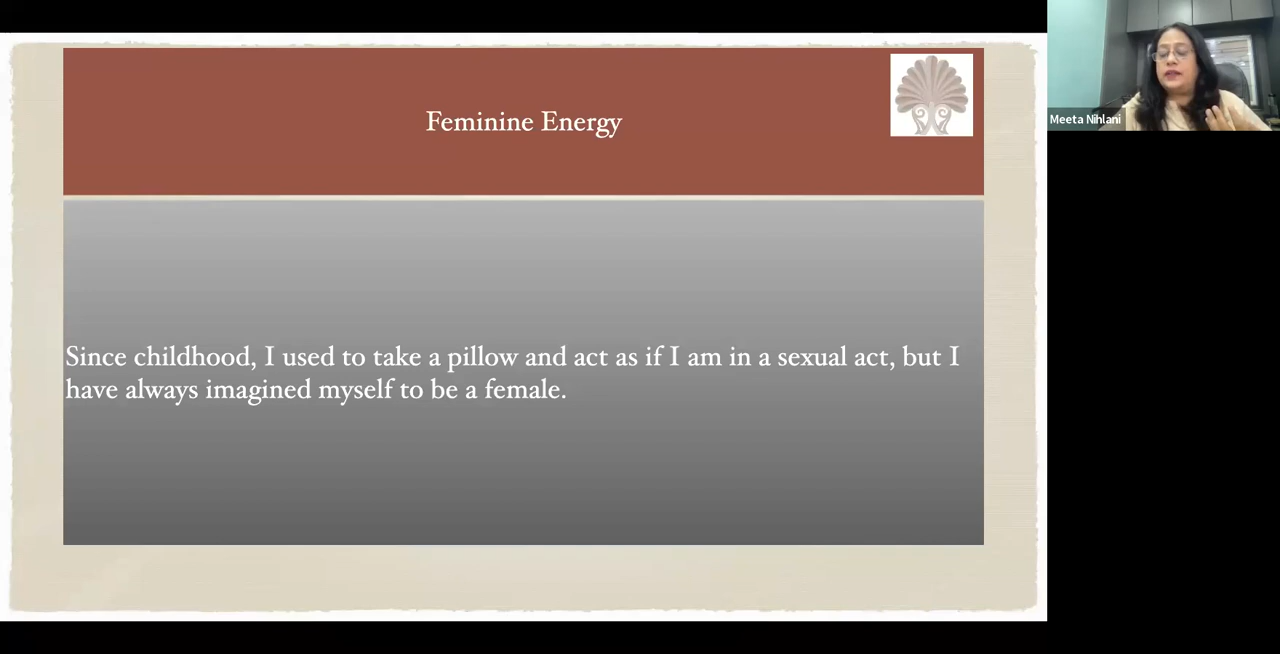 Feminine Energy
Meeta Nihlani
Since childhood, I used to take a pillow and act as if I am in a sexual act, but I
have always imagined myself to be a female.